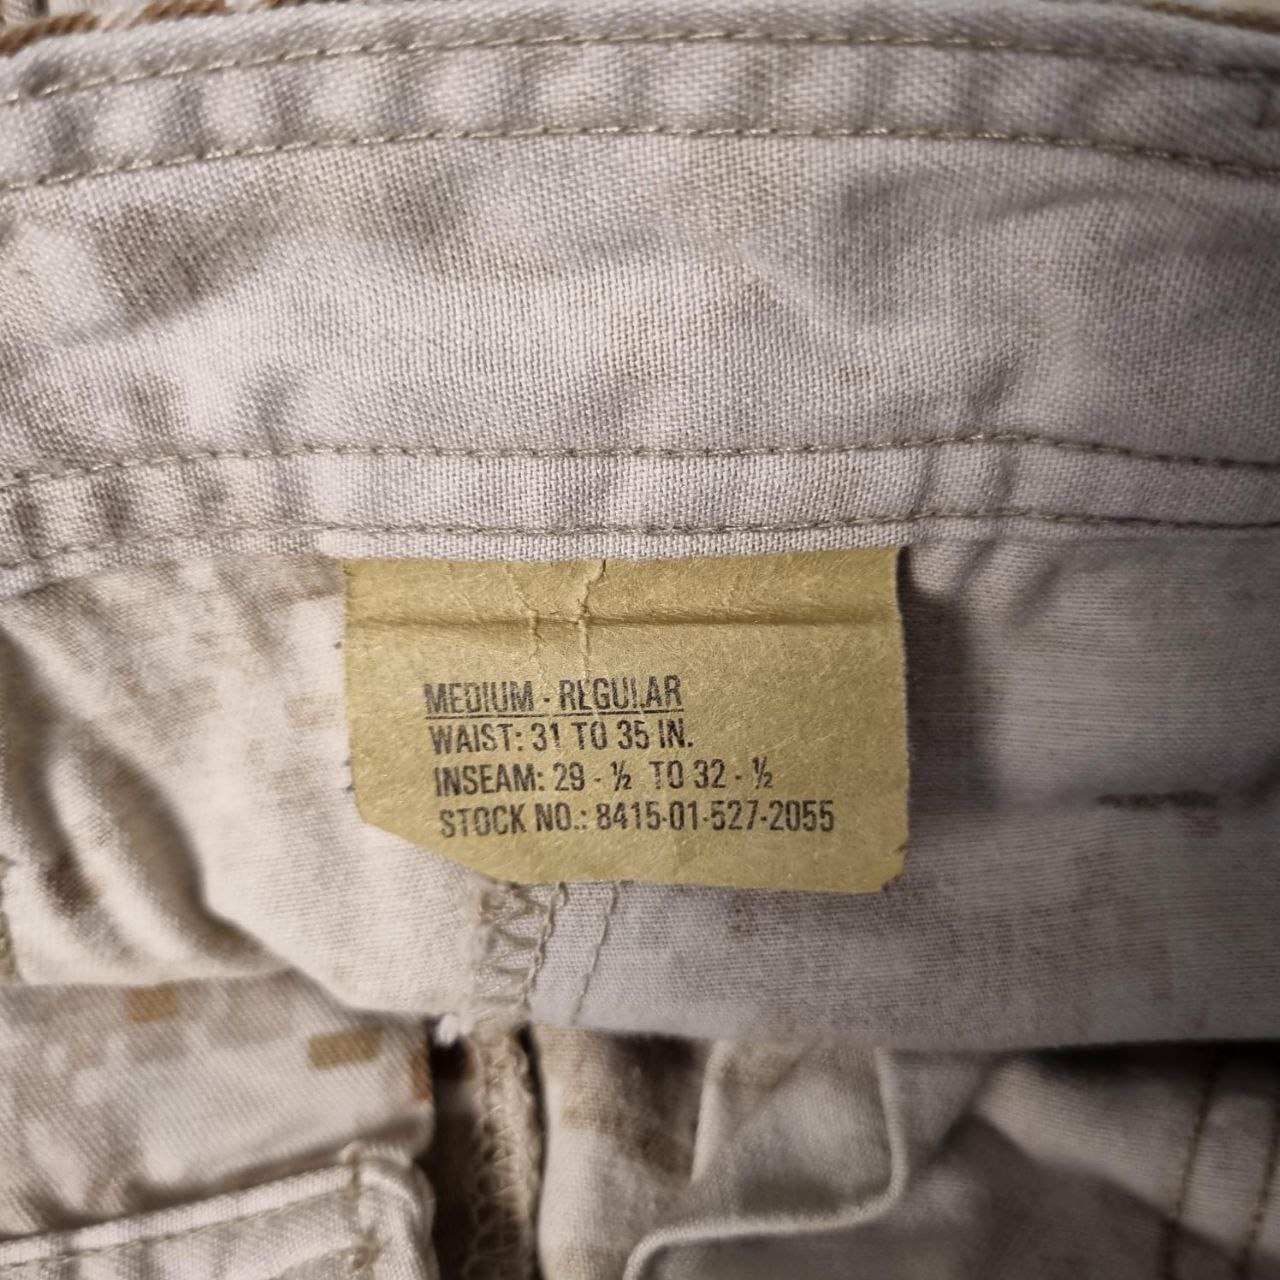 MEDIUM - REGULAR
WAIST: 31 TO 35 IN.
INSEAM: 29 - ½ TO 32 - ½
STOCK NO.: 8415-01-527-2055